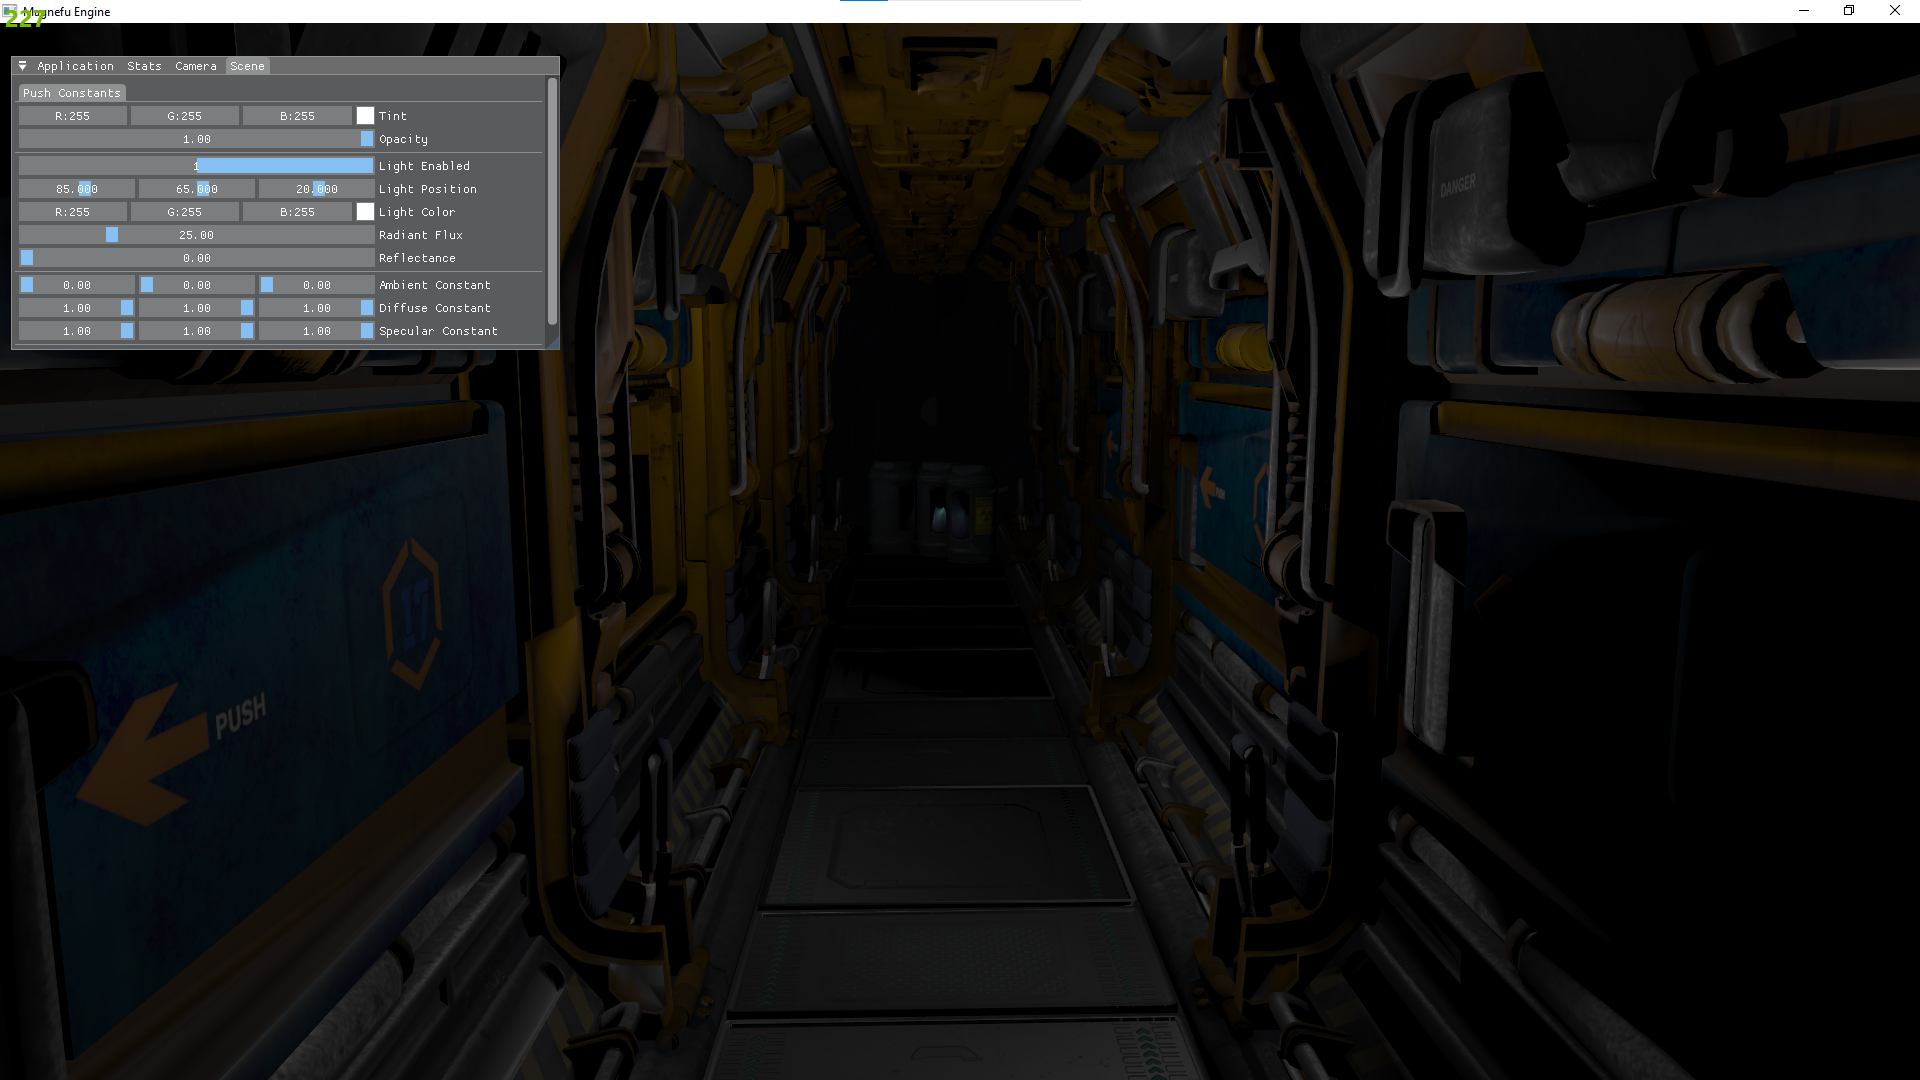 Magnefu Engine
227
Application Stats Camera Scene
Push Constants
R:255 G:255 B:255 Tint
1.00 Opacity
1 Light Enabled
85.000 65.000 20.000 Light Position
R:255 G:255 B:255 Light Color
25.00 Radiant Flux
0.00 Reflectance
0.00 0.00 0.00 Ambient Constant
1.00 1.00 1.00 Diffuse Constant
1.00 1.00 1.00 Specular Constant
DANGER
PUSH
PUSH